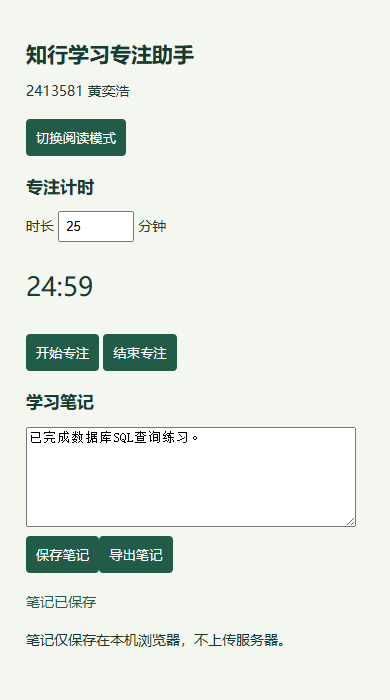 知行学习专注助手
2413581 黄奕浩
切换阅读模式
专注计时
时长 25 分钟
24:59
开始专注 结束专注
学习笔记
已完成数据库SQL查询练习。
保存笔记 导出笔记
笔记已保存
笔记仅保存在本机浏览器，不上传服务器。